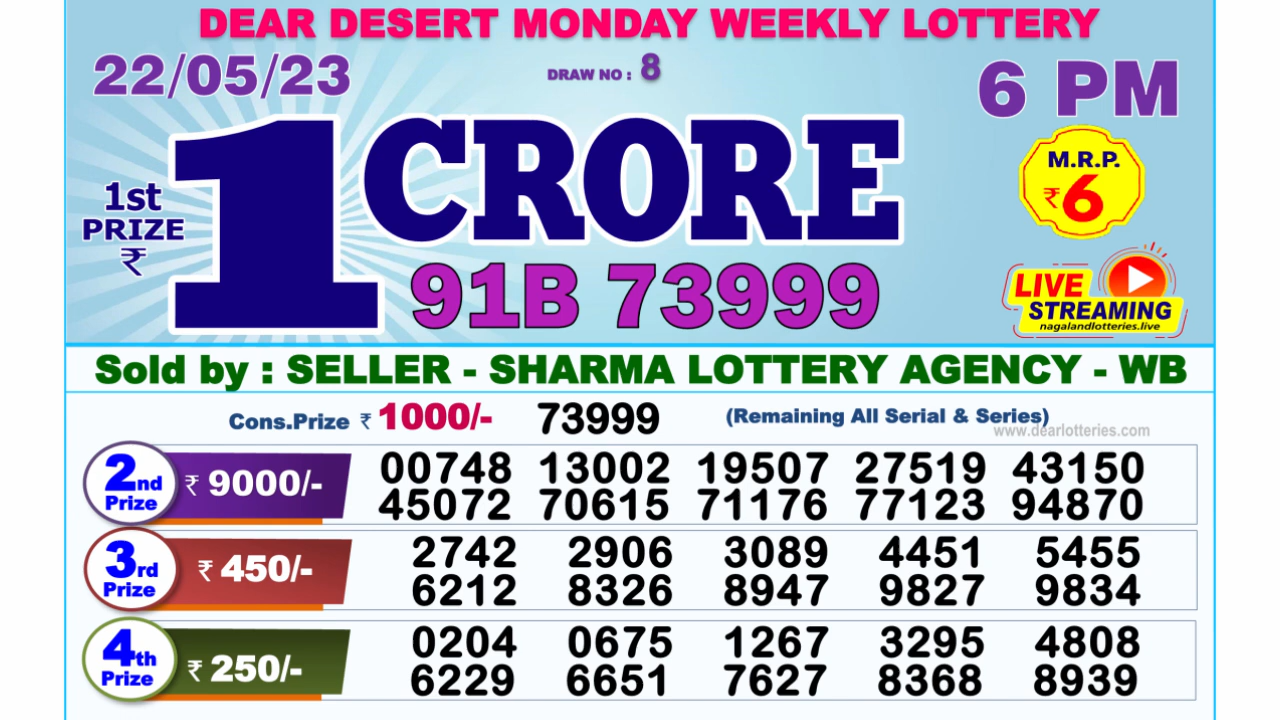 DEAR DESERT MONDAY WEEKLY LOTTERY
22/05/23 DRAW NO : 8 6 PM
1st PRIZE ₹ 1 CRORE
M.R.P. ₹6
91B 73999
LIVE STREAMING
nagalandlotteries.live
Sold by : SELLER - SHARMA LOTTERY AGENCY - WB
Cons.Prize ₹ 1000/- 73999 (Remaining All Serial & Series)
www.dearlotteries.com
2nd Prize ₹ 9000/-
00748 13002 19507 27519 43150
45072 70615 71176 77123 94870
3rd Prize ₹ 450/-
2742 2906 3089 4451 5455
6212 8326 8947 9827 9834
4th Prize ₹ 250/-
0204 0675 1267 3295 4808
6229 6651 7627 8368 8939